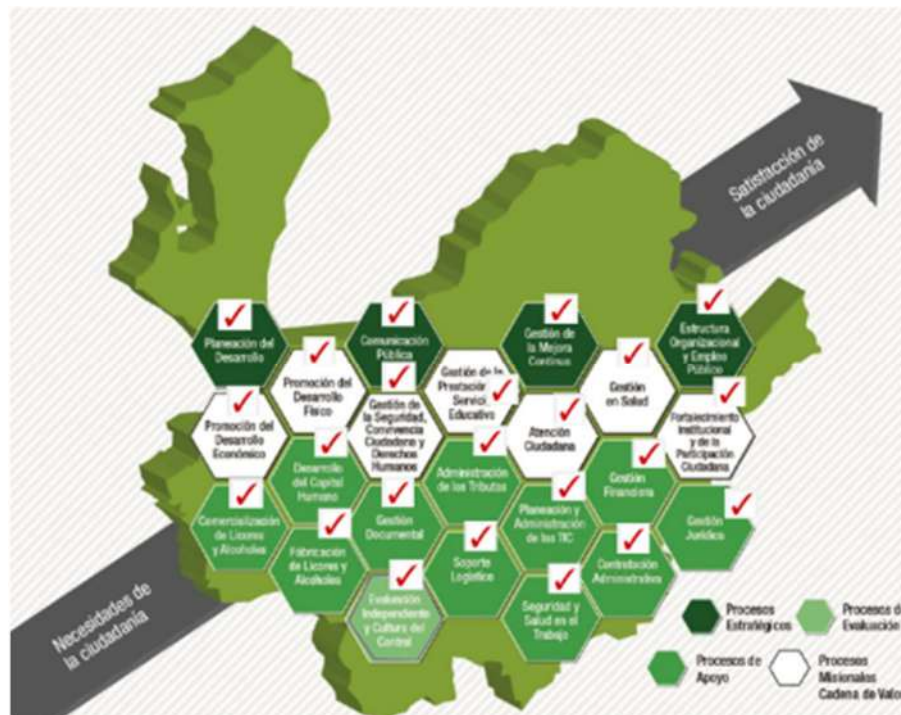 Satisfacción de
la ciudadanía
Planeación del
Desarrollo
Comunicación
Pública
Gestión de
la Mejora
Continua
Estructura
Organizacional
y Empleo
Público
Promoción del
Desarrollo
Físico
Gestión de la
Prestación
Servici
Educativo
Gestión
en Salud
Promoción del
Desarrollo
Económico
Gestión de
la Seguridad,
Convivencia
Ciudadana y
Derechos
Humanos
Atención
Ciudadana
Fortalecimiento
Institucional
y de la
Participación
Ciudadana
Desarrollo
del Capital
Humano
Administración
de los Tributos
Gestión
Financiera
Comercialización
de Licores
y Alcoholes
Gestión
Documental
Planeación y
Administración
de las TIC
Gestión
Jurídica
Fabricación
de Licores y
Alcoholes
Soporte
Logístico
Contratación
Administrativa
Evaluación
Independiente
y Cultura del
Control
Seguridad y
Salud en el
Trabajo
Necesidades de
la ciudadanía
Procesos
Estratégicos
Procesos d
Evaluación
Procesos de
Apoyo
Procesos
Misionales
Cadena de Valo